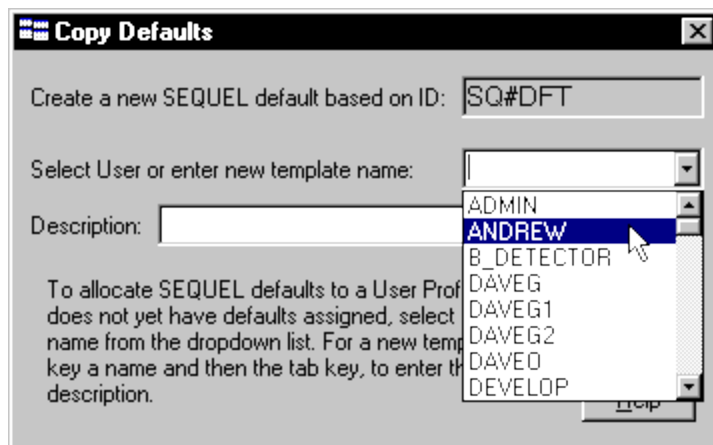 Copy Defaults
Create a new SEQUEL default based on ID: SQ#DFT
Select User or enter new template name:
ADMIN
ANDREW
B_DETECTOR
DAVEG
DAVEG1
DAVEG2
DAVEO
DEVELOP
Description:
To allocate SEQUEL defaults to a User Prof
does not yet have defaults assigned, select
name from the dropdown list. For a new temp
key a name and then the tab key, to enter th
description.
Help